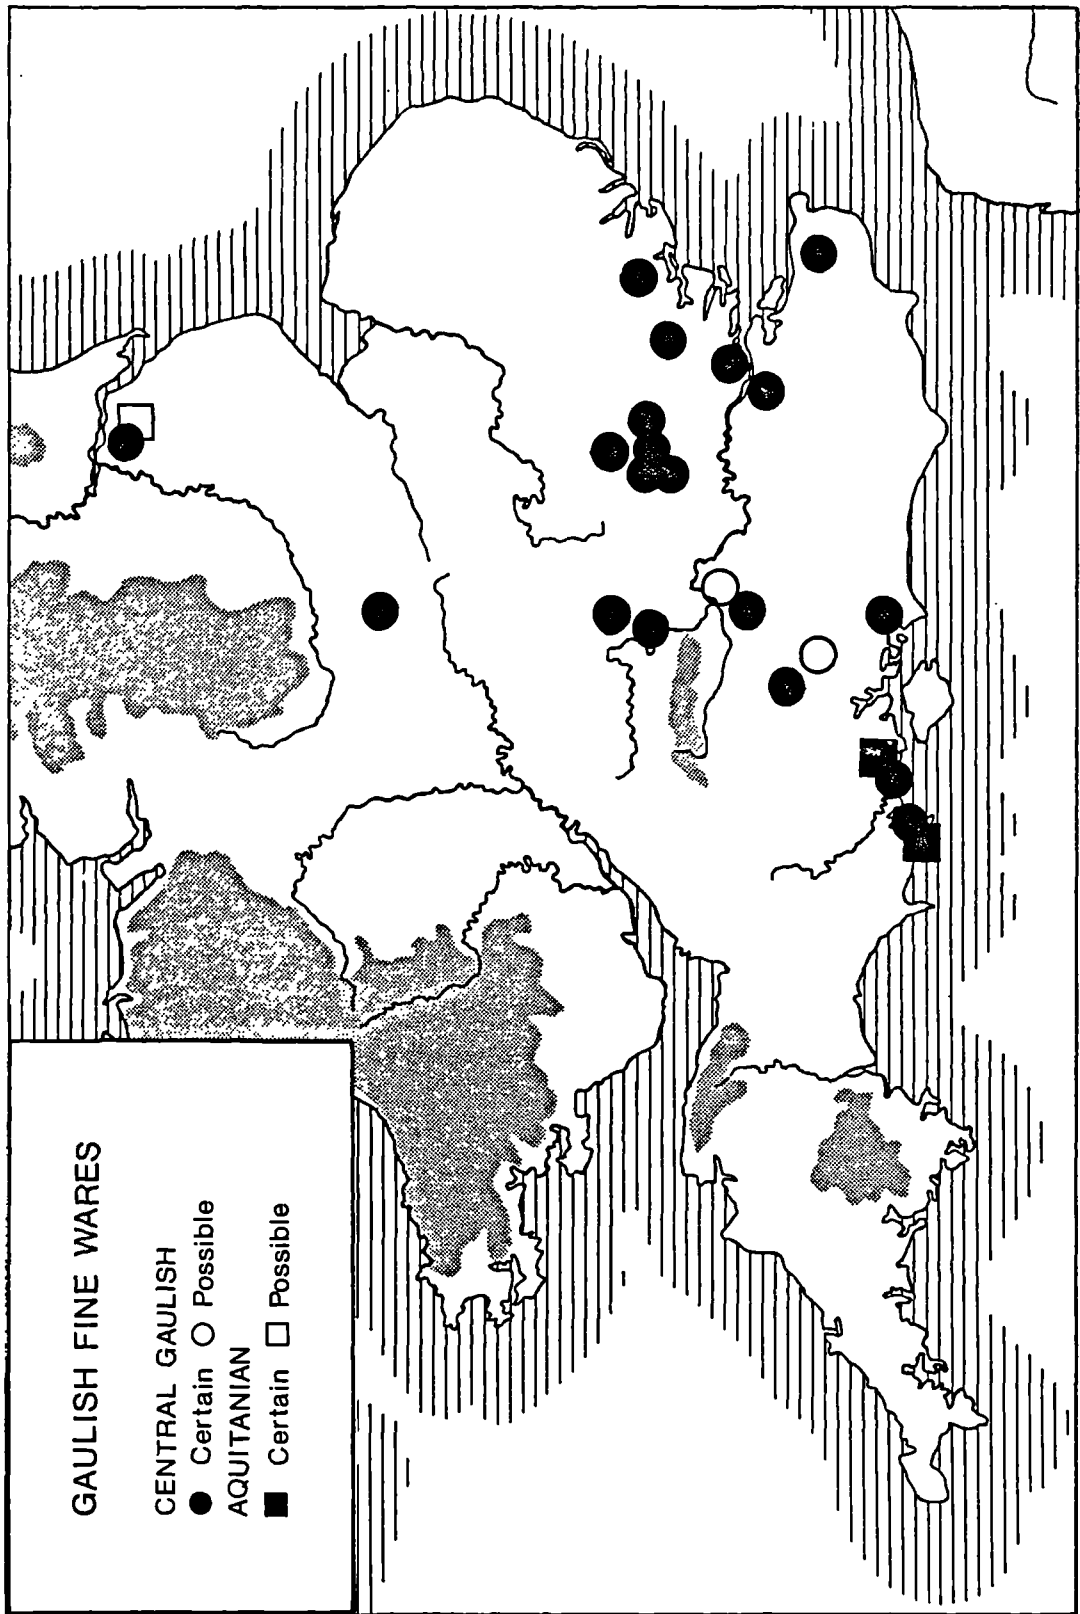 GAULISH FINE WARES
CENTRAL GAULISH
● Certain ○ Possible
AQUITANIAN
■ Certain □ Possible